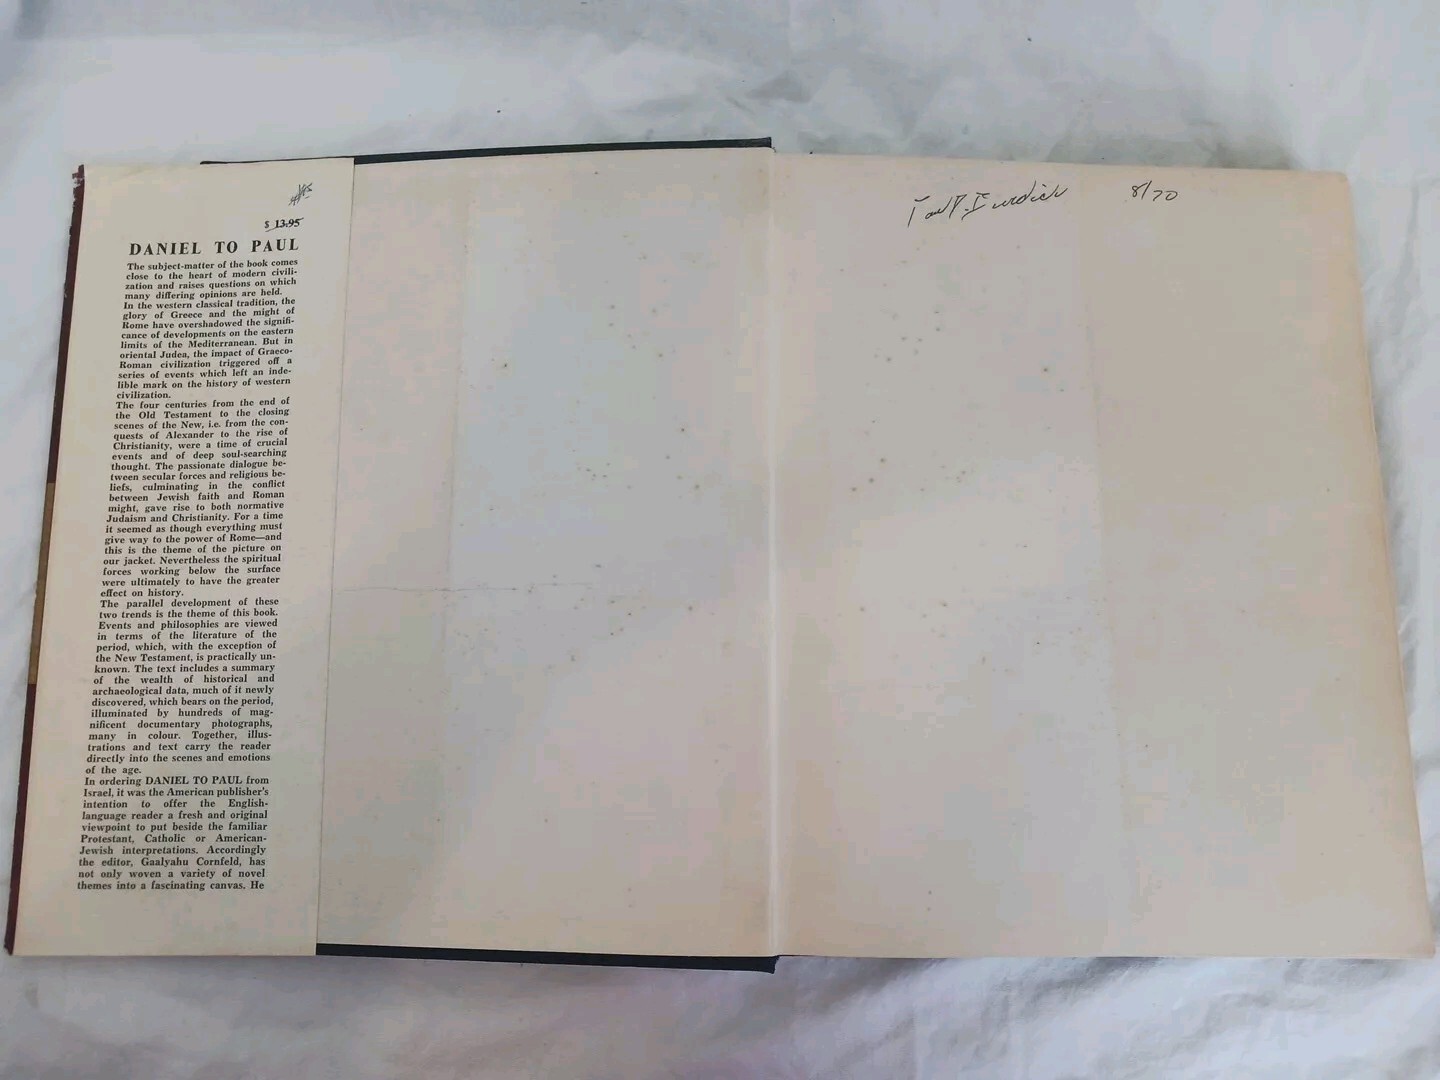 $ 13.95
DANIEL TO PAUL
The subject-matter of the book comes
close to the heart of modern civili-
zation and raises questions on which
many differing opinions are held.
In the western classical tradition, the
glory of Greece and the might of
Rome have overshadowed the signifi-
cance of developments on the eastern
limits of the Mediterranean. But in
oriental Judea, the impact of Graeco-
Roman civilization triggered off a
series of events which left an inde-
lible mark on the history of western
civilization.
The four centuries from the end of
the Old Testament to the closing
scenes of the New, i.e. from the con-
quests of Alexander to the rise of
Christianity, were a time of crucial
events and of deep soul-searching
thought. The passionate dialogue be-
tween secular forces and religious be-
liefs, culminating in the conflict
between Jewish faith and Roman
might, gave rise to both normative
Judaism and Christianity. For a time
it seemed as though everything must
give way to the power of Rome—and
this is the theme of the picture on
our jacket. Nevertheless the spiritual
forces working below the surface
were ultimately to have the greater
effect on history.
The parallel development of these
two trends is the theme of this book.
Events and philosophies are viewed
in terms of the literature of the
period, which, with the exception of
the New Testament, is practically un-
known. The text includes a summary
of the wealth of historical and
archaeological data, much of it newly
discovered, which bears on the period,
illuminated by hundreds of mag-
nificent documentary photographs,
many in colour. Together, illus-
trations and text carry the reader
directly into the scenes and emotions
of the age.
In ordering DANIEL TO PAUL from
Israel, it was the American publisher's
intention to offer the English-
language reader a fresh and original
viewpoint to put beside the familiar
Protestant, Catholic or American-
Jewish interpretations. Accordingly
the editor, Gaalyahu Cornfeld, has
not only woven a variety of novel
themes into a fascinating canvas. He
8/70